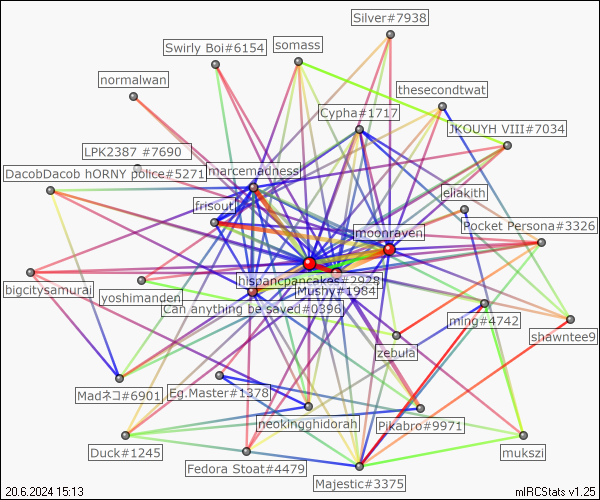 Silver#7938
Swirly Boi#6154
somass
normalwan
thesecondtwat
Cypha#1717
JKOUYH VIII#7034
LPK2387 #7690
DacobDacob hORNY police#5271
marcemadness
eliakith
frisout
Pocket Persona#3326
moonraven
bigcitysamurai
hispancpancakes#2928
yoshimanden
Mushy#1984
Can anything be saved#0396
ming#4742
shawntee9
zebula
Madネコ#6901
Eg.Master#1378
neokingghidorah
Pikabro#9971
Duck#1245
mukszi
Fedora Stoat#4479
Majestic#3375
20.6.2024 15:13
mIRCStats v1.25